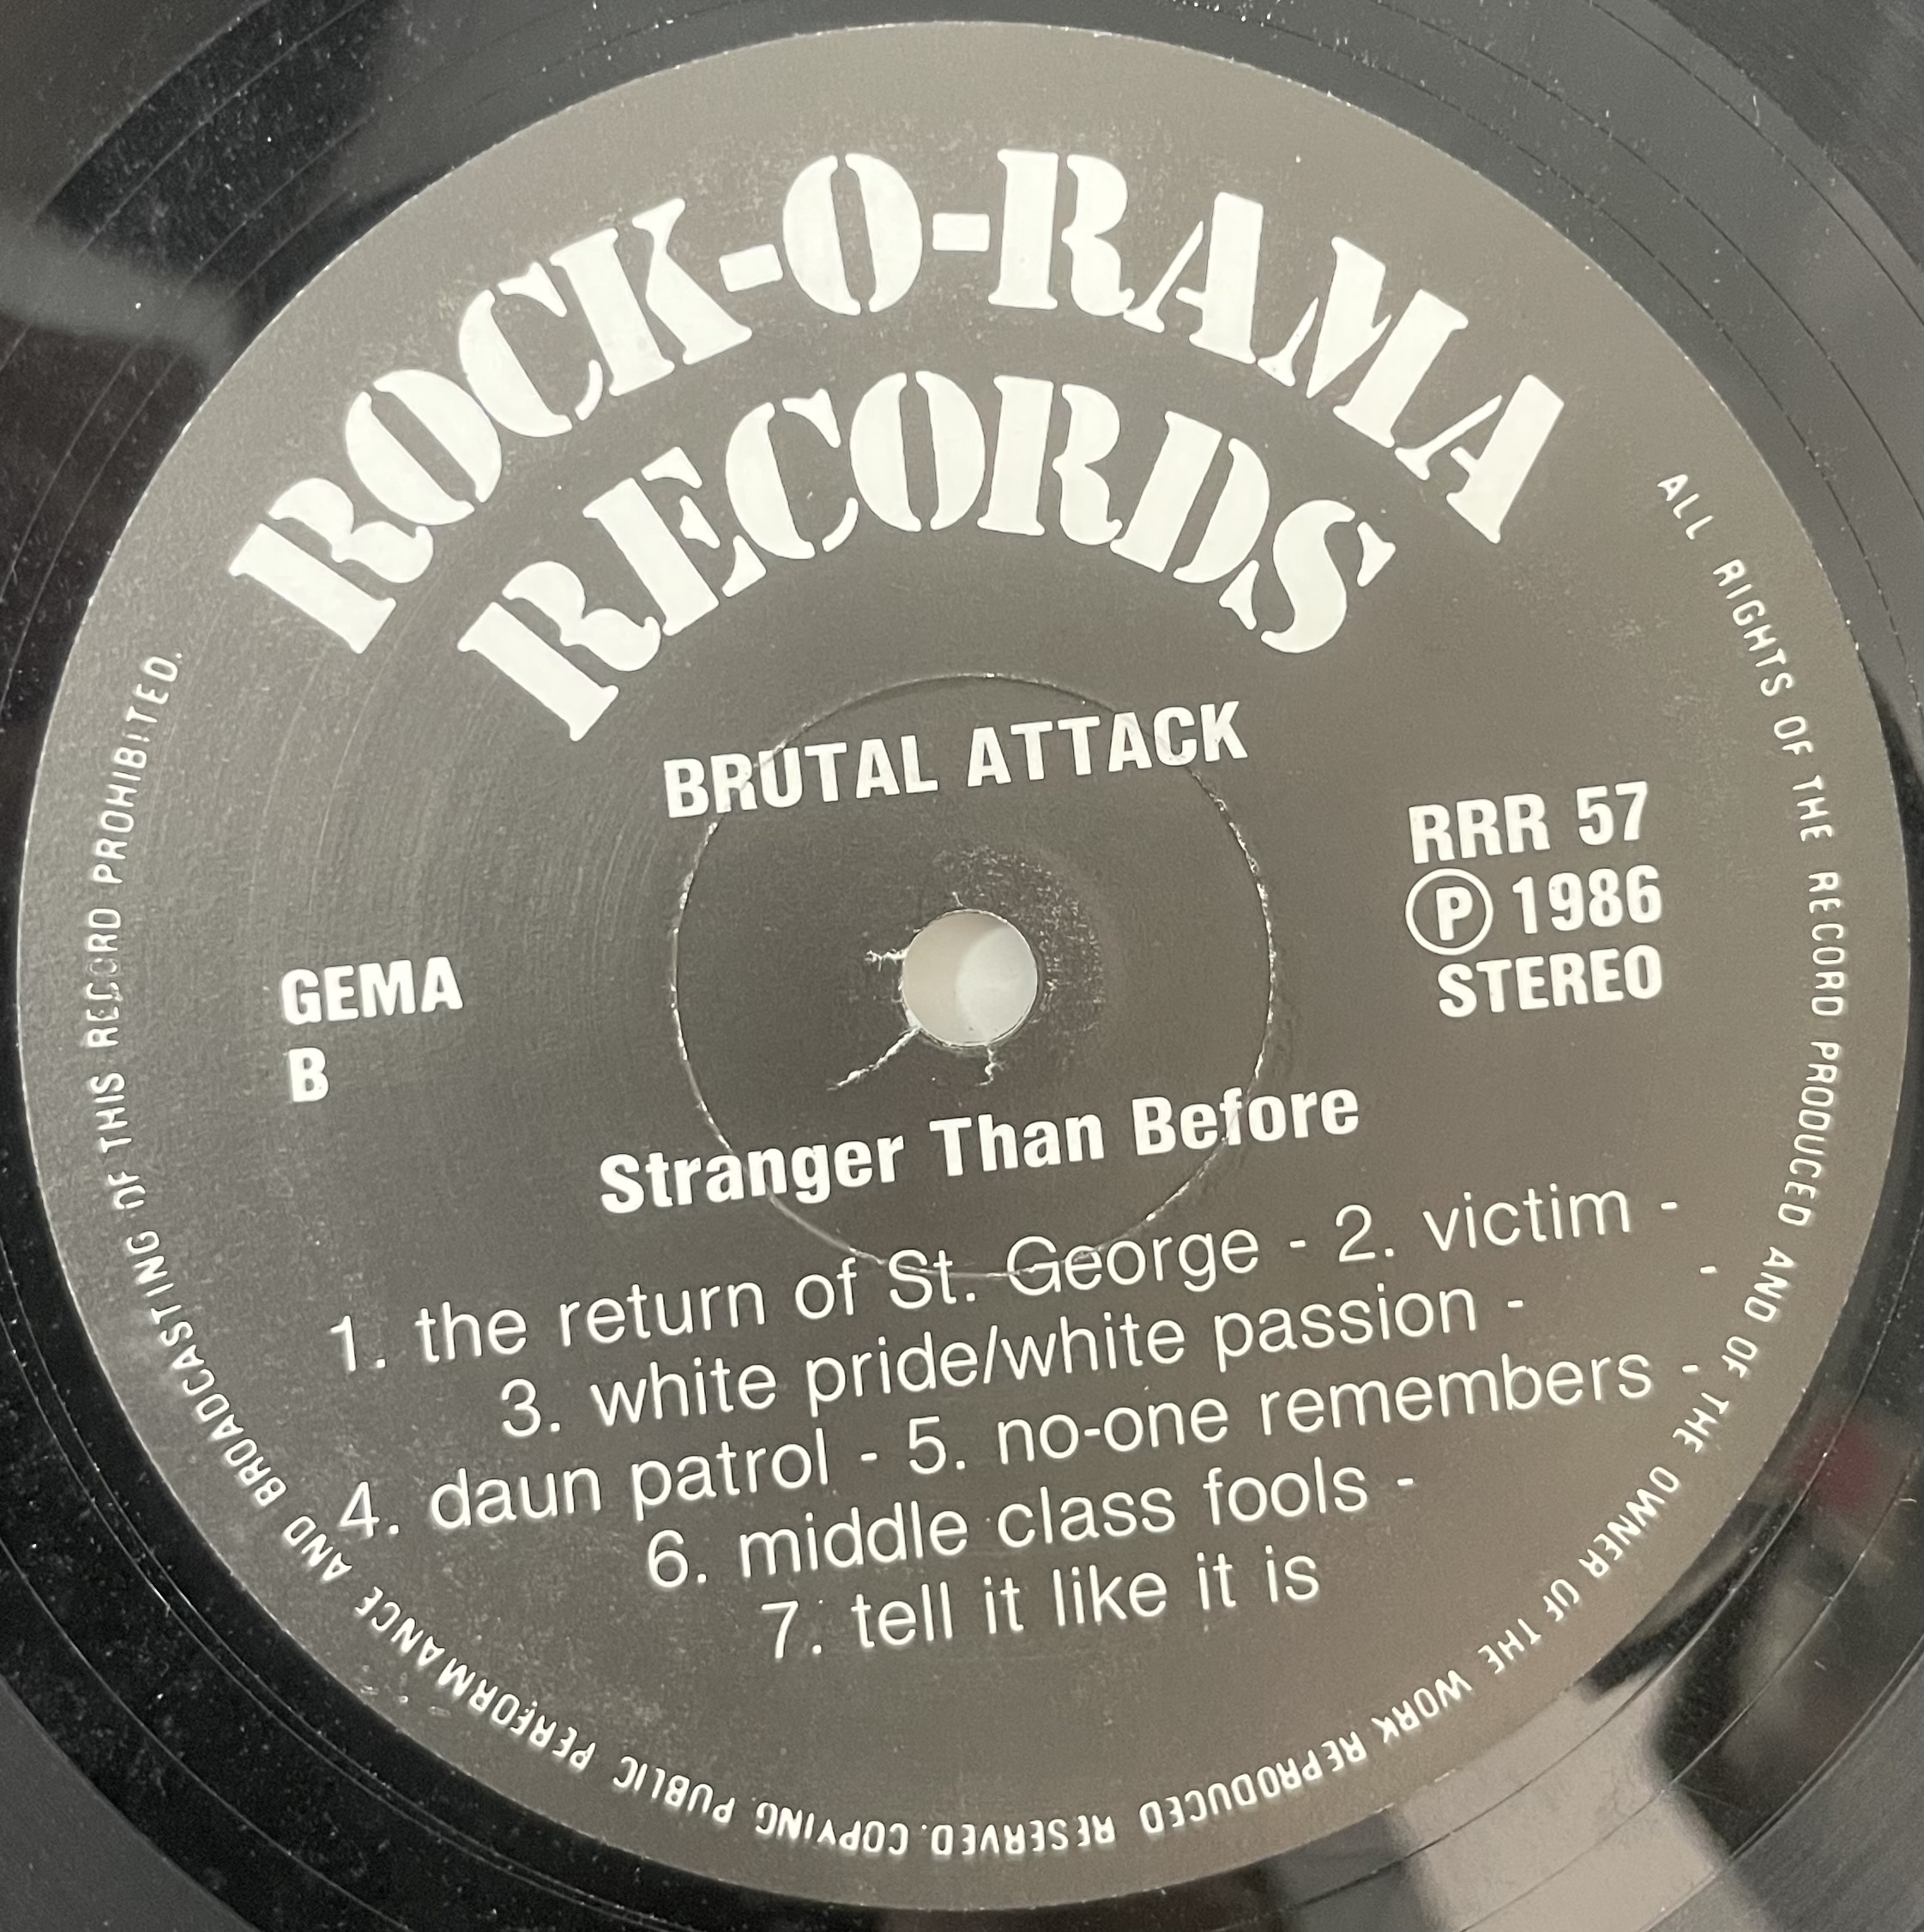 ROCK-O-RAMA
RECORDS
BRUTAL ATTACK
RRR 57
Ⓟ 1986
STEREO
GEMA
B
Stranger Than Before
1. the return of St. George - 2. victim -
3. white pride/white passion -
-
4. daun patrol - 5. no-one remembers -
6. middle class fools -
7. tell it like it is
ALL RIGHTS OF THE RECORD PRODUCED AND OF THE OWNER OF THE WORK REPRODUCED RESERVED. COPYING PUBLIC PERFORMANCE AND BROADCASTING OF THIS RECORD PROHIBITED.